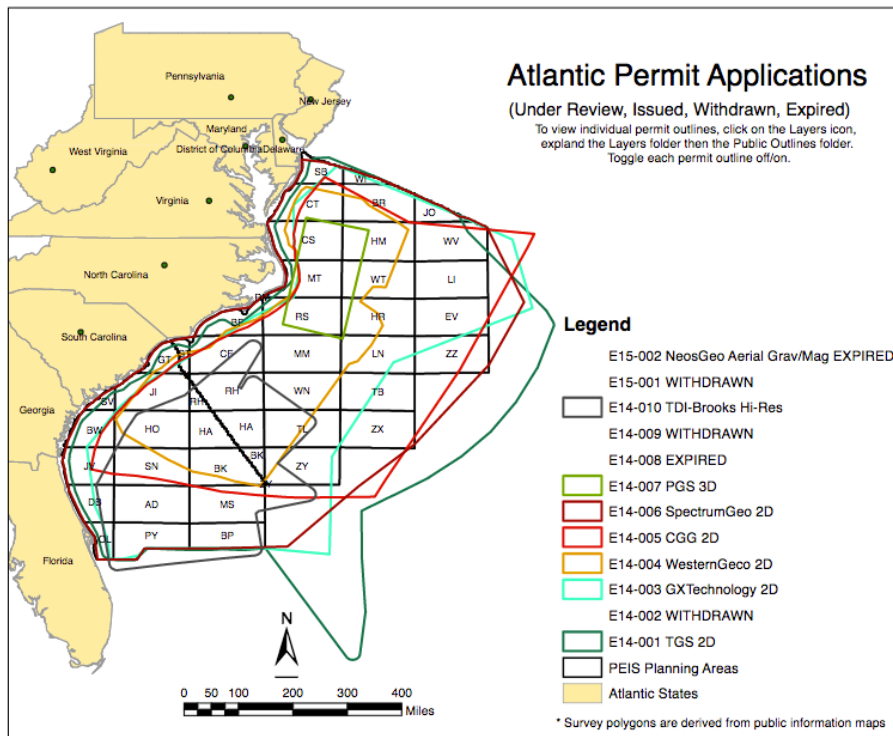 Atlantic Permit Applications
(Under Review, Issued, Withdrawn, Expired)
To view individual permit outlines, click on the Layers icon,
expland the Layers folder then the Public Outlines folder.
Toggle each permit outline off/on.
Pennsylvania
New Jersey
Maryland
District of Columbia
Delaware
West Virginia
Virginia
North Carolina
South Carolina
Georgia
Florida
SB
WI
CT
BR
JO
CS
HM
WV
MT
WT
LI
RS
HR
EV
GT
CF
MM
LN
ZZ
SV
JI
RH
RH
WN
TB
BW
HO
HA
HA
TL
ZX
JV
SN
BK
BK
ZY
DB
AD
MS
PY
BP
Legend
E15-002 NeosGeo Aerial Grav/Mag EXPIRED
E15-001 WITHDRAWN
E14-010 TDI-Brooks Hi-Res
E14-009 WITHDRAWN
E14-008 EXPIRED
E14-007 PGS 3D
E14-006 SpectrumGeo 2D
E14-005 CGG 2D
E14-004 WesternGeco 2D
E14-003 GXTechnology 2D
E14-002 WITHDRAWN
E14-001 TGS 2D
PEIS Planning Areas
Atlantic States
N
0 50 100 200 300 400
Miles
* Survey polygons are derived from public information maps